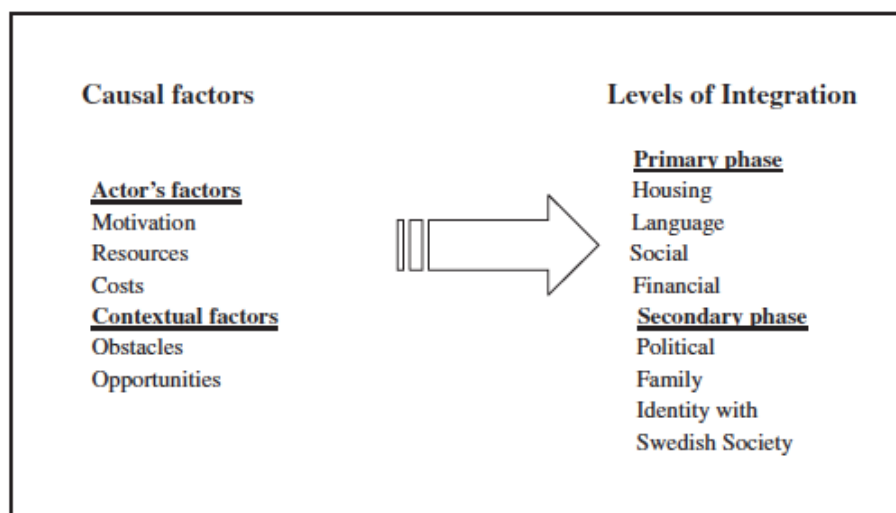 Causal factors
Actor's factors
Motivation
Resources
Costs
Contextual factors
Obstacles
Opportunities
Levels of Integration
Primary phase
Housing
Language
Social
Financial
Secondary phase
Political
Family
Identity with
Swedish Society